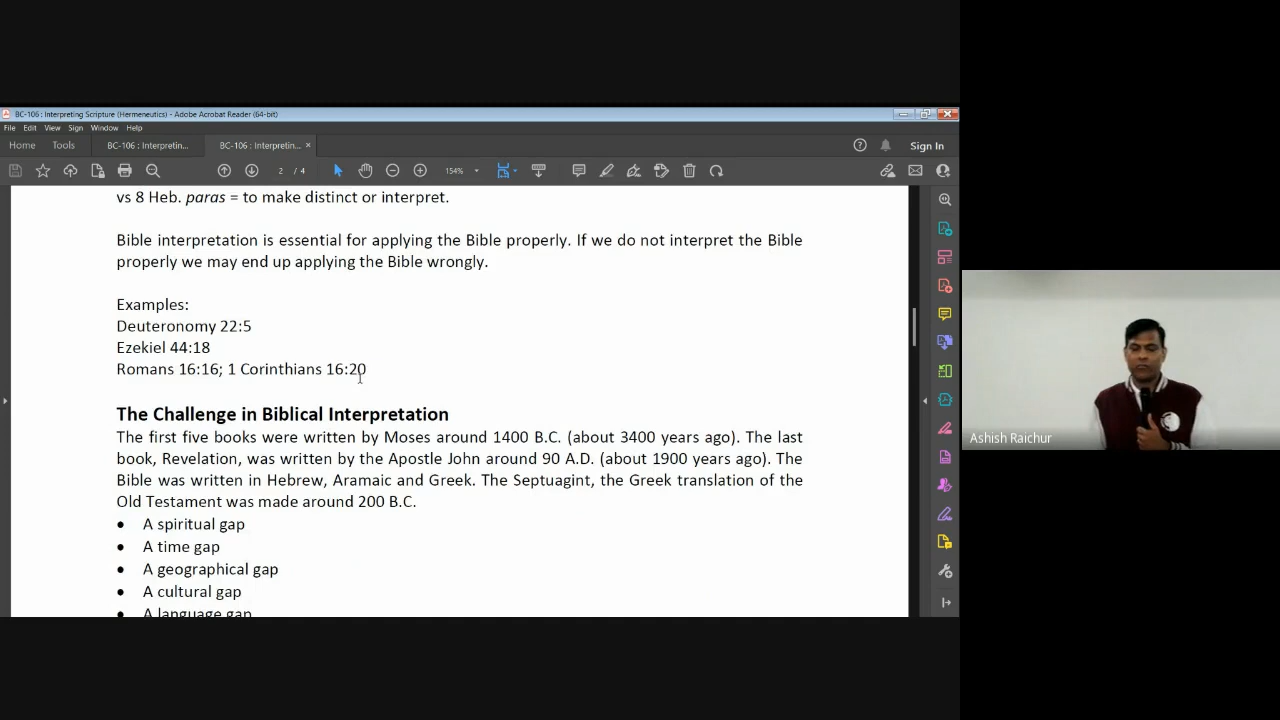 BC-106 : Interpreting Scripture (Hermeneutics) - Adobe Acrobat Reader (64-bit)
File Edit View Sign Window Help
Home Tools BC-106 : Interpretin... BC-106 : Interpretin... × Sign In
2 / 4 154%
vs 8 Heb. paras = to make distinct or interpret.
Bible interpretation is essential for applying the Bible properly. If we do not interpret the Bible
properly we may end up applying the Bible wrongly.
Examples:
Deuteronomy 22:5
Ezekiel 44:18
Romans 16:16; 1 Corinthians 16:20
The Challenge in Biblical Interpretation
The first five books were written by Moses around 1400 B.C. (about 3400 years ago). The last
book, Revelation, was written by the Apostle John around 90 A.D. (about 1900 years ago). The
Bible was written in Hebrew, Aramaic and Greek. The Septuagint, the Greek translation of the
Old Testament was made around 200 B.C.
• A spiritual gap
• A time gap
• A geographical gap
• A cultural gap
• A language gap
Ashish Raichur